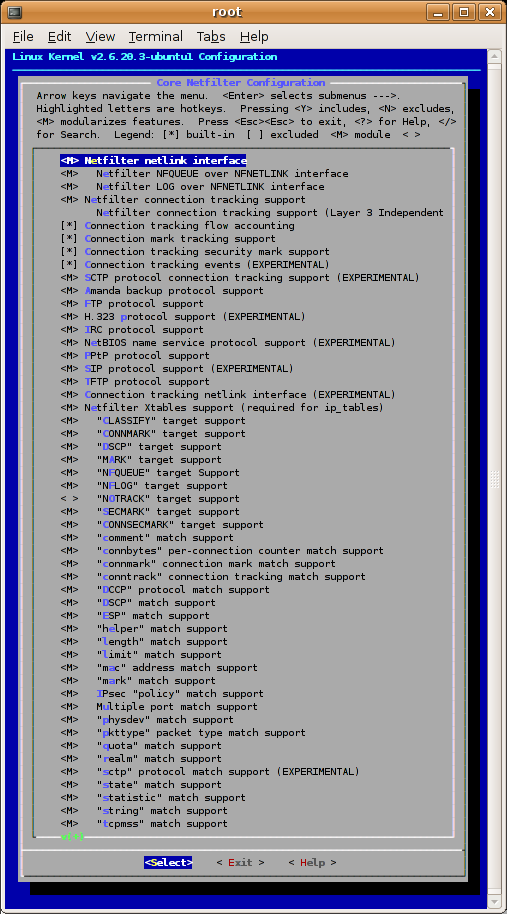 root
File Edit View Terminal Tabs Help
Linux Kernel v2.6.20.3-ubuntu1 Configuration
Core Netfilter Configuration
Arrow keys navigate the menu. <Enter> selects submenus --->.
Highlighted letters are hotkeys. Pressing <Y> includes, <N> excludes,
<M> modularizes features. Press <Esc><Esc> to exit, <?> for Help, </>
for Search. Legend: [*] built-in [ ] excluded <M> module < >
<M> Netfilter netlink interface
<M> Netfilter NFQUEUE over NFNETLINK interface
<M> Netfilter LOG over NFNETLINK interface
<M> Netfilter connection tracking support
Netfilter connection tracking support (Layer 3 Independent
[*] Connection tracking flow accounting
[*] Connection mark tracking support
[*] Connection tracking security mark support
[*] Connection tracking events (EXPERIMENTAL)
<M> SCTP protocol connection tracking support (EXPERIMENTAL)
<M> Amanda backup protocol support
<M> FTP protocol support
<M> H.323 protocol support (EXPERIMENTAL)
<M> IRC protocol support
<M> NetBIOS name service protocol support (EXPERIMENTAL)
<M> PPtP protocol support
<M> SIP protocol support (EXPERIMENTAL)
<M> TFTP protocol support
<M> Connection tracking netlink interface (EXPERIMENTAL)
<M> Netfilter Xtables support (required for ip_tables)
<M> "CLASSIFY" target support
<M> "CONNMARK" target support
<M> "DSCP" target support
<M> "MARK" target support
<M> "NFQUEUE" target Support
<M> "NFLOG" target support
< > "NOTRACK" target support
<M> "SECMARK" target support
<M> "CONNSECMARK" target support
<M> "comment" match support
<M> "connbytes" per-connection counter match support
<M> "connmark" connection mark match support
<M> "conntrack" connection tracking match support
<M> "DCCP" protocol match support
<M> "DSCP" match support
<M> "ESP" match support
<M> "helper" match support
<M> "length" match support
<M> "limit" match support
<M> "mac" address match support
<M> "mark" match support
<M> IPsec "policy" match support
<M> Multiple port match support
<M> "physdev" match support
<M> "pkttype" packet type match support
<M> "quota" match support
<M> "realm" match support
<M> "sctp" protocol match support (EXPERIMENTAL)
<M> "state" match support
<M> "statistic" match support
<M> "string" match support
<M> "tcpmss" match support
v(+)
<Select> < Exit > < Help >